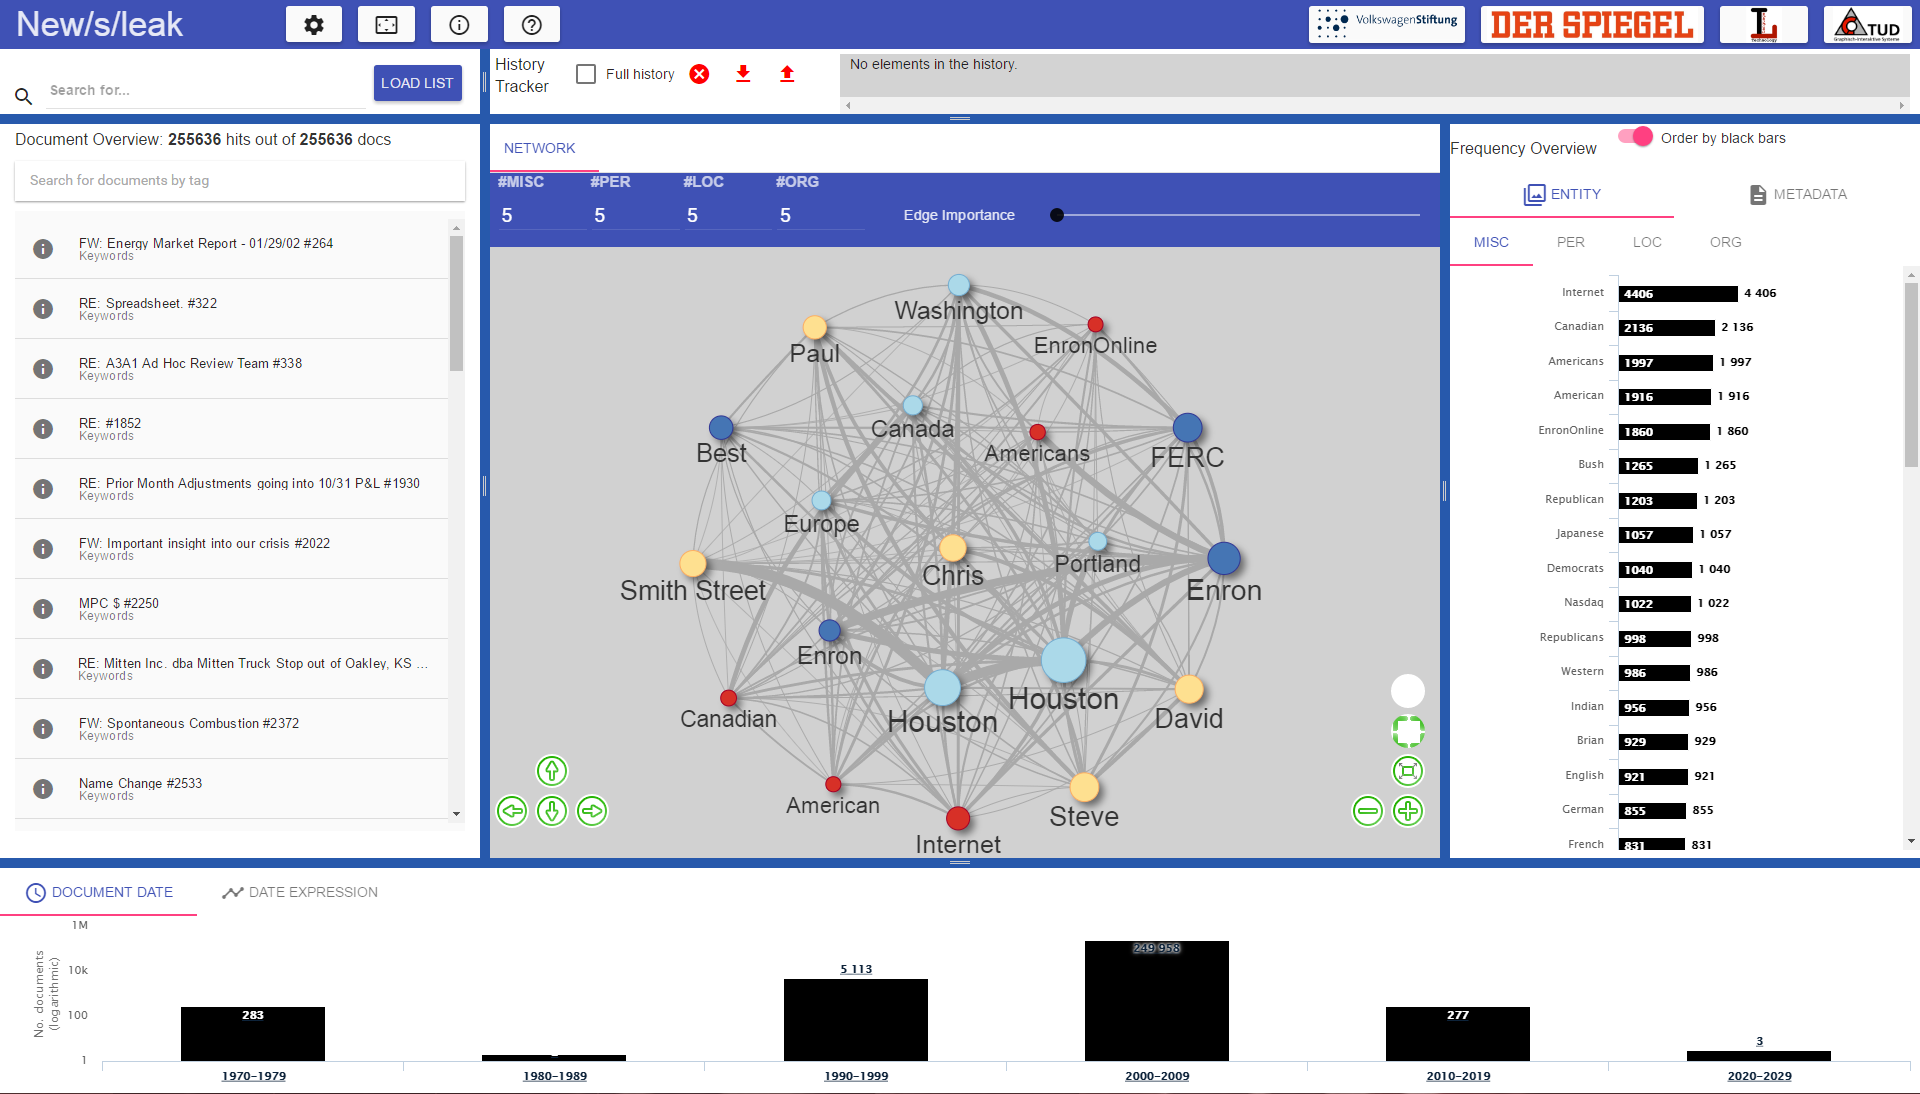 New/s/leak
VolkswagenStiftung
DER SPIEGEL
L
Technology
TUD
Graphisch-Interaktive Systeme
Search for...
LOAD LIST
History
Tracker
Full history
No elements in the history.
Document Overview: 255636 hits out of 255636 docs
Search for documents by tag
FW: Energy Market Report - 01/29/02 #264
Keywords
RE: Spreadsheet. #322
Keywords
RE: A3A1 Ad Hoc Review Team #338
Keywords
RE: #1852
Keywords
RE: Prior Month Adjustments going into 10/31 P&L #1930
Keywords
FW: Important insight into our crisis #2022
Keywords
MPC $ #2250
Keywords
RE: Mitten Inc. dba Mitten Truck Stop out of Oakley, KS ...
Keywords
FW: Spontaneous Combustion #2372
Keywords
Name Change #2533
Keywords
NETWORK
#MISC #PER #LOC #ORG
5 5 5 5 Edge Importance
Washington
Paul
EnronOnline
Canada
Best
Americans
FERC
Europe
Smith Street
Chris
Portland
Enron
Enron
Houston
Canadian
Houston
David
American
Steve
Internet
Frequency Overview
Order by black bars
ENTITY METADATA
MISC PER LOC ORG
Internet 4406 4 406
Canadian 2136 2 136
Americans 1997 1 997
American 1916 1 916
EnronOnline 1860 1 860
Bush 1265 1 265
Republican 1203 1 203
Japanese 1057 1 057
Democrats 1040 1 040
Nasdaq 1022 1 022
Republicans 998 998
Western 986 986
Indian 956 956
Brian 929 929
English 921 921
German 855 855
French 831 831
DOCUMENT DATE DATE EXPRESSION
No. documents
(logarithmic)
1M
10k
100
1
283
5 113
249 958
277
3
1970-1979 1980-1989 1990-1999 2000-2009 2010-2019 2020-2029